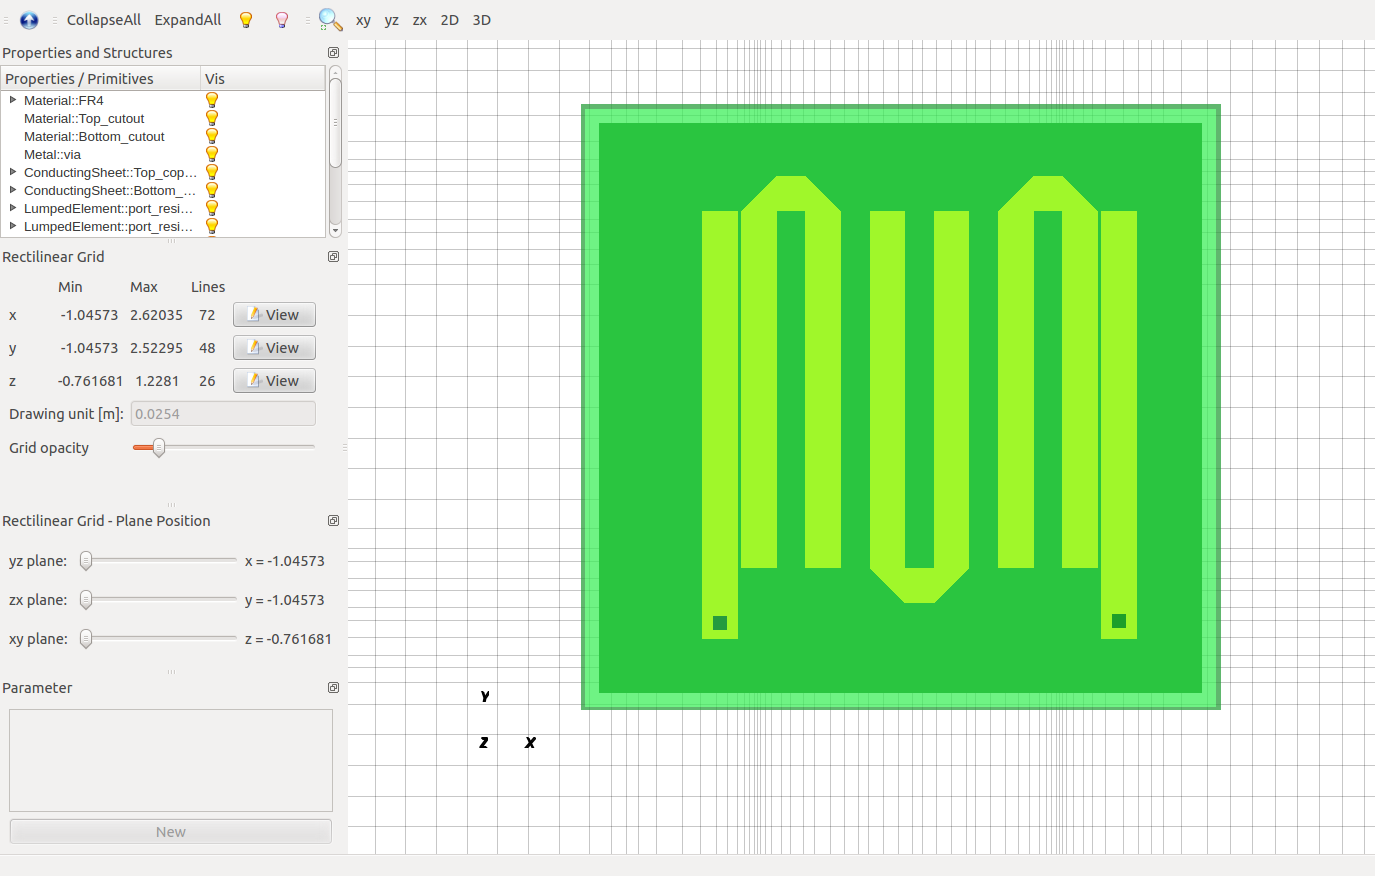 CollapseAll ExpandAll xy yz zx 2D 3D
Properties and Structures
Properties / Primitives Vis
Material::FR4
Material::Top_cutout
Material::Bottom_cutout
Metal::via
ConductingSheet::Top_cop...
ConductingSheet::Bottom_...
LumpedElement::port_resi...
LumpedElement::port_resi...
Rectilinear Grid
Min Max Lines
x -1.04573 2.62035 72 View
y -1.04573 2.52295 48 View
z -0.761681 1.2281 26 View
Drawing unit [m]: 0.0254
Grid opacity
Rectilinear Grid - Plane Position
yz plane: x = -1.04573
zx plane: y = -1.04573
xy plane: z = -0.761681
Parameter
New
Y
Z X